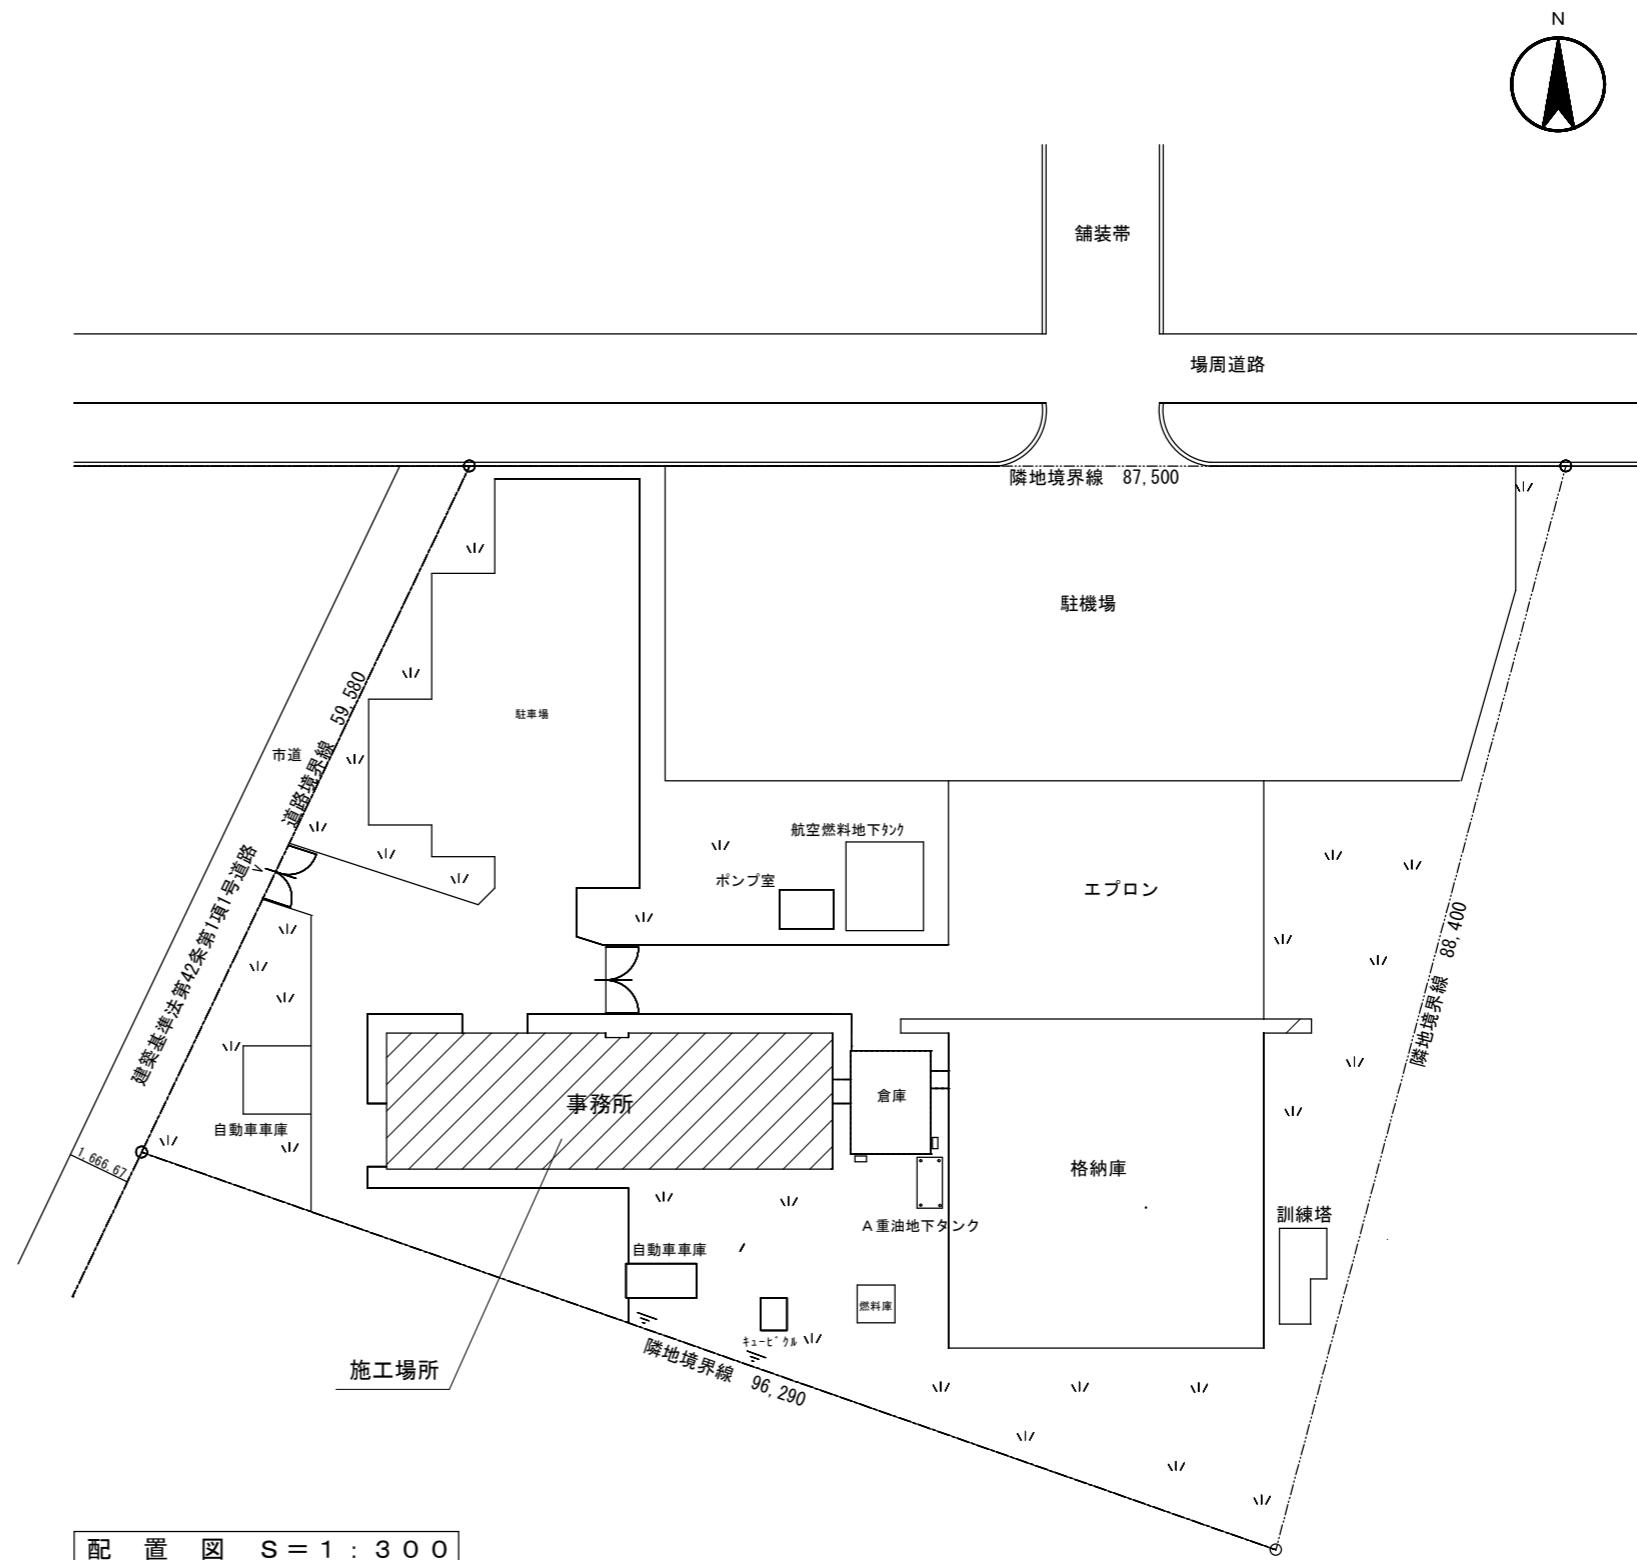 N
舗装帯
場周道路
隣地境界線 87,500
駐機場
駐車場
市道
道路境界線 59,580
建築基準法第42条第1項1号道路
航空燃料地下ﾀﾝｸ
ポンプ室
エプロン
隣地境界線 88,400
事務所
倉庫
自動車車庫
1,666.67
格納庫
A重油地下タンク
訓練塔
自動車車庫
燃料庫
ｷｭｰﾋﾞｸﾙ
隣地境界線 96,290
施工場所
配 置 図 S=1:300